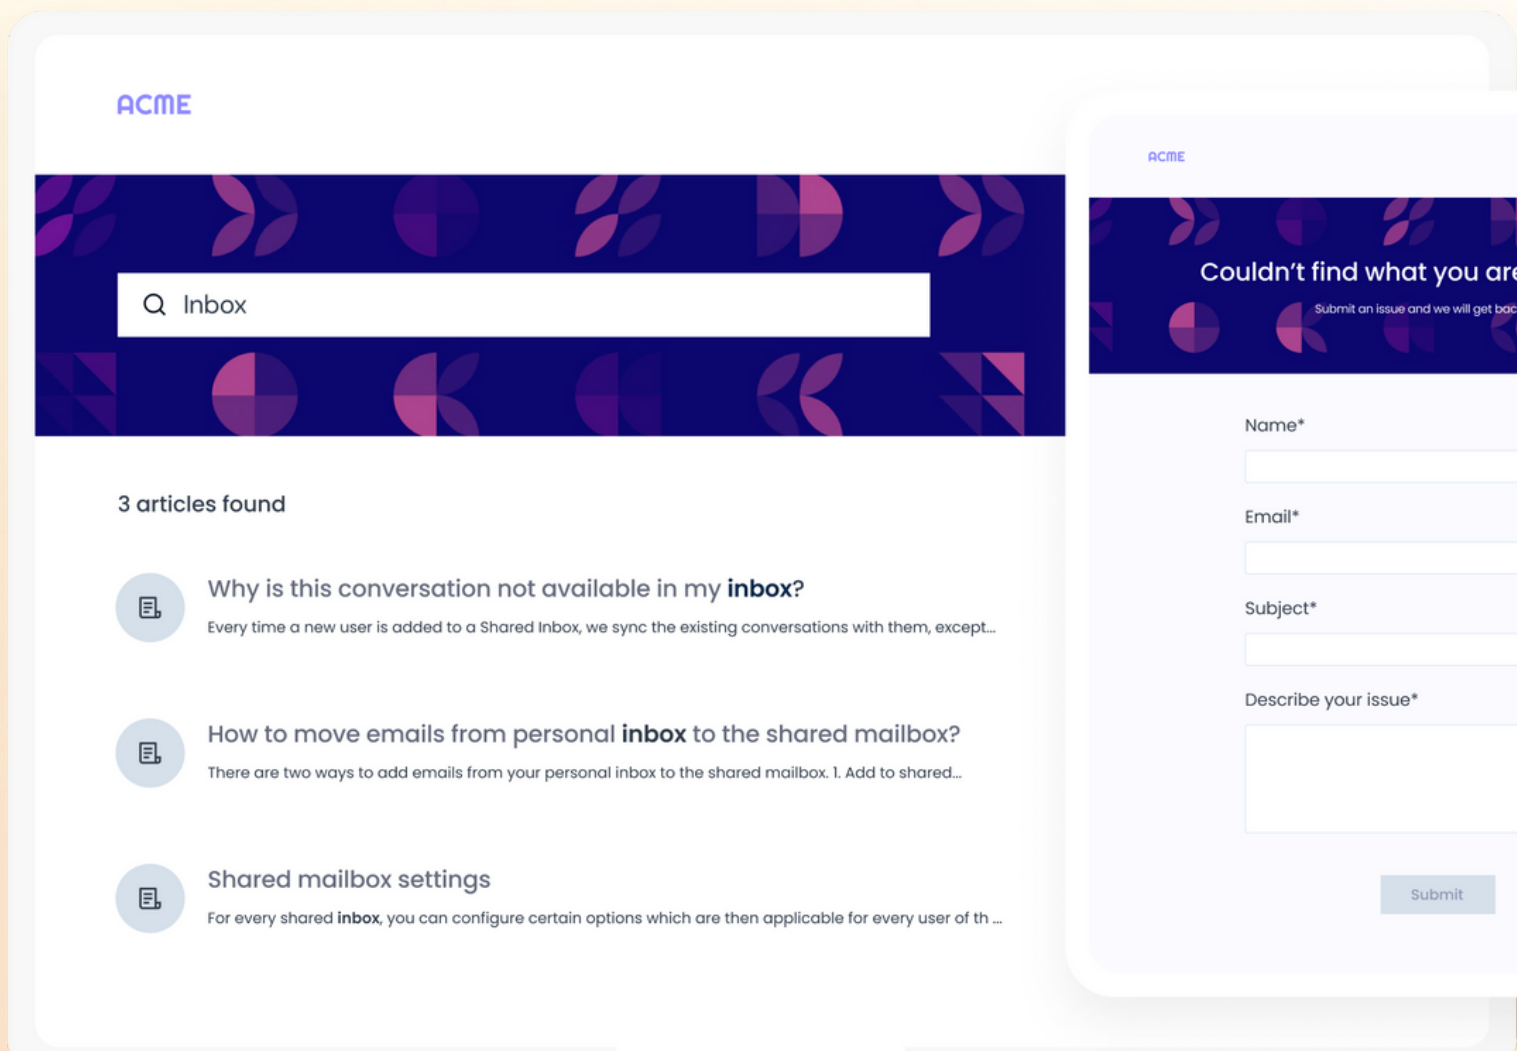 ACME
Inbox
3 articles found
Why is this conversation not available in my inbox?
Every time a new user is added to a Shared Inbox, we sync the existing conversations with them, except...
How to move emails from personal inbox to the shared mailbox?
There are two ways to add emails from your personal inbox to the shared mailbox. 1. Add to shared...
Shared mailbox settings
For every shared inbox, you can configure certain options which are then applicable for every user of th ...
ACME
Couldn't find what you are
Submit an issue and we will get bac
Name*
Email*
Subject*
Describe your issue*
Submit